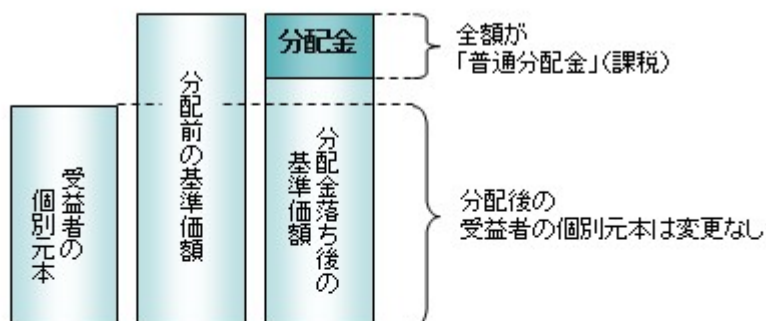 受益者の
個別元本
分配前の基準価額
分配金
分配金落ち後の
基準価額
全額が
「普通分配金」(課税)
分配後の
受益者の個別元本は変更なし